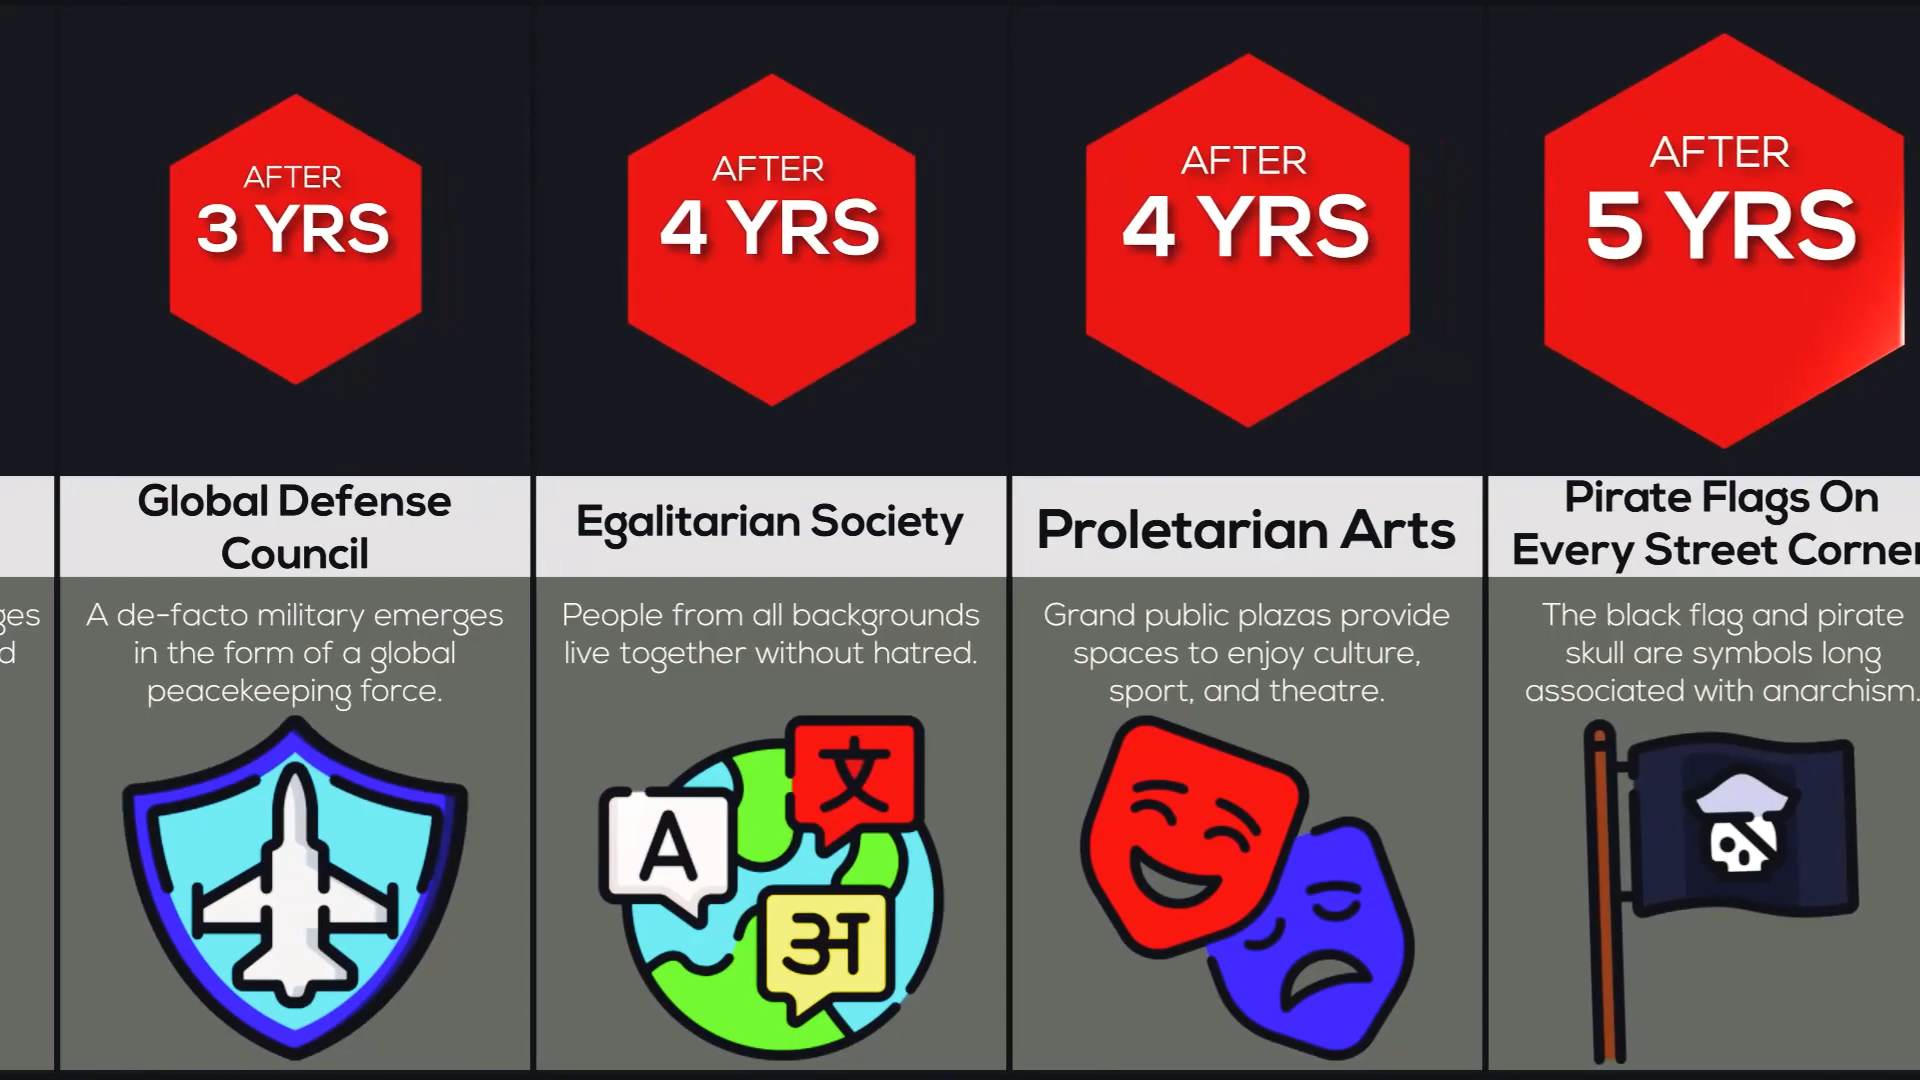 ges
d
AFTER
3 YRS
Global Defense
Council
A de-facto military emerges
in the form of a global
peacekeeping force.
AFTER
4 YRS
Egalitarian Society
People from all backgrounds
live together without hatred.
A
文
अ
AFTER
4 YRS
Proletarian Arts
Grand public plazas provide
spaces to enjoy culture,
sport, and theatre.
AFTER
5 YRS
Pirate Flags On
Every Street Corner
The black flag and pirate
skull are symbols long
associated with anarchism.